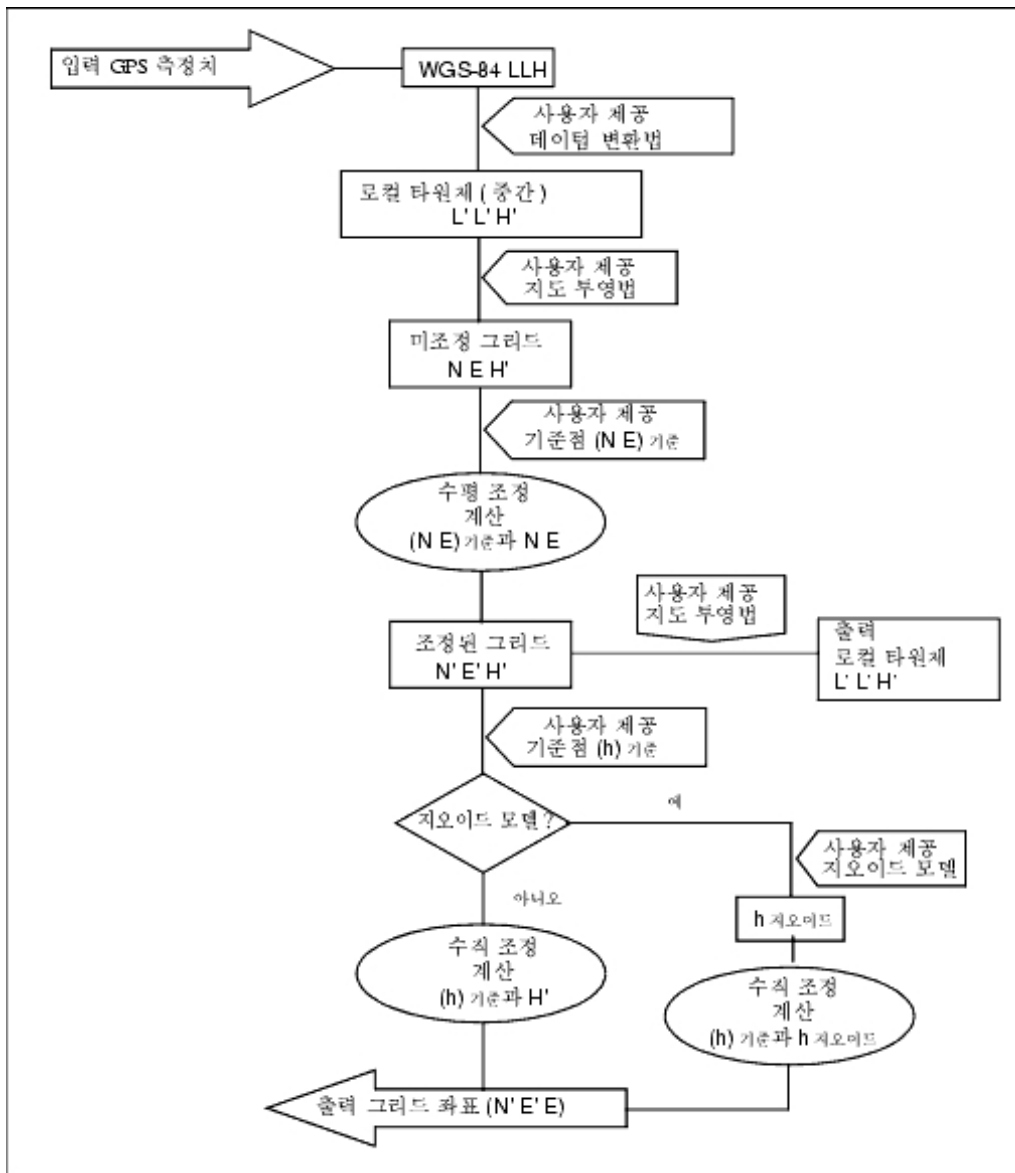 입력 GPS 측정치
WGS-84 LLH
사용자 제공
데이텀 변환법
로컬 타원체 ( 중간 )
L' L' H'
사용자 제공
지도 투영법
미조정 그리드
N E H'
사용자 제공
기준점 (N E) 기준
수평 조정
계산
(N E) 기준과 N E
사용자 제공
지도 투영법
조정된 그리드
N' E' H'
출력
로컬 타원체
L' L' H'
사용자 제공
기준점 (h) 기준
지오이드 모델 ?
예
사용자 제공
지오이드 모델
아니오
h 지오이드
수직 조정
계산
(h) 기준과 H'
수직 조정
계산
(h) 기준과 h 지오이드
출력 그리드 좌표 (N' E' E)